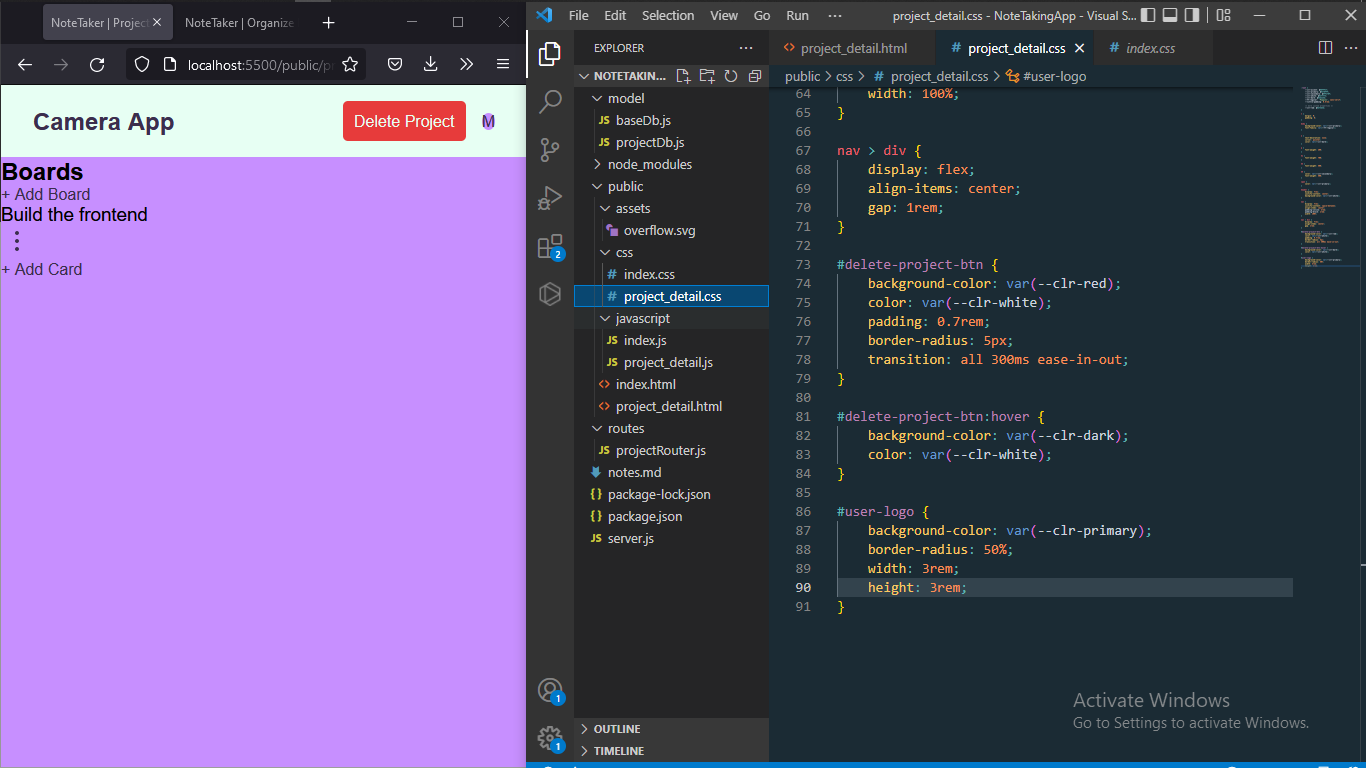 NoteTaker | Project
NoteTaker | Organize
localhost:5500/public/pr
Camera App
Delete Project
M
Boards
+ Add Board
Build the frontend
+ Add Card
File Edit Selection View Go Run ··· project_detail.css - NoteTakingApp - Visual S...
EXPLORER
NOTETAKIN...
model
JS baseDb.js
JS projectDb.js
node_modules
public
assets
overflow.svg
css
# index.css
# project_detail.css
javascript
JS index.js
JS project_detail.js
<> index.html
<> project_detail.html
routes
JS projectRouter.js
notes.md
{} package-lock.json
{} package.json
JS server.js
OUTLINE
TIMELINE
2
1
1
<> project_detail.html
# project_detail.css
# index.css
public > css > # project_detail.css > #user-logo
64 width: 100%;
65 }
66
67 nav > div {
68 display: flex;
69 align-items: center;
70 gap: 1rem;
71 }
72
73 #delete-project-btn {
74 background-color: var(--clr-red);
75 color: var(--clr-white);
76 padding: 0.7rem;
77 border-radius: 5px;
78 transition: all 300ms ease-in-out;
79 }
80
81 #delete-project-btn:hover {
82 background-color: var(--clr-dark);
83 color: var(--clr-white);
84 }
85
86 #user-logo {
87 background-color: var(--clr-primary);
88 border-radius: 50%;
89 width: 3rem;
90 height: 3rem;
91 }
Activate Windows
Go to Settings to activate Windows.